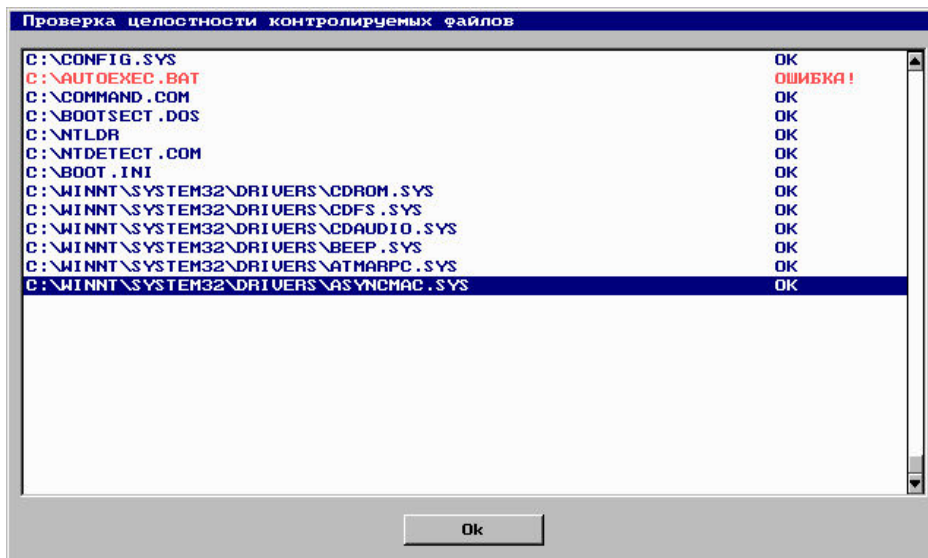 Проверка целостности контролируемых файлов
C:\CONFIG.SYS OK
C:\AUTOEXEC.BAT ОШИБКА!
C:\COMMAND.COM OK
C:\BOOTSECT.DOS OK
C:\NTLDR OK
C:\NTDETECT.COM OK
C:\BOOT.INI OK
C:\WINNT\SYSTEM32\DRIVERS\CDROM.SYS OK
C:\WINNT\SYSTEM32\DRIVERS\CDFS.SYS OK
C:\WINNT\SYSTEM32\DRIVERS\CDAUDIO.SYS OK
C:\WINNT\SYSTEM32\DRIVERS\BEEP.SYS OK
C:\WINNT\SYSTEM32\DRIVERS\ATMARPC.SYS OK
C:\WINNT\SYSTEM32\DRIVERS\ASYNCMAC.SYS OK
Ok